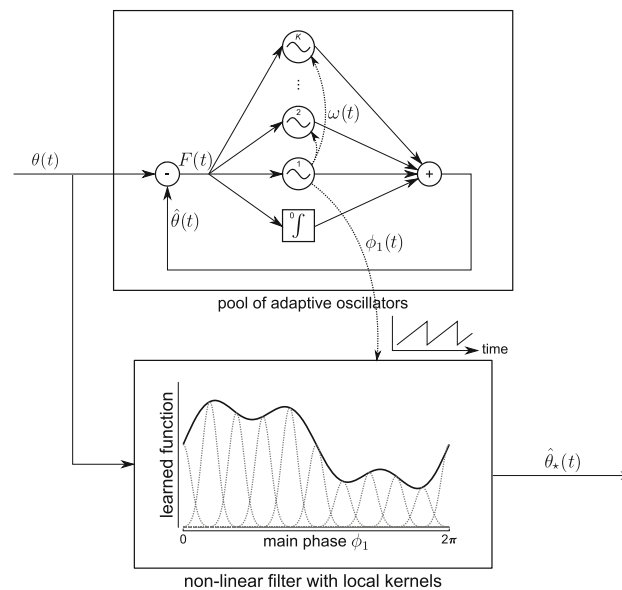 K
⋮
2
ω(t)
θ(t)
-
F(t)
1
+
θ̂(t)
0
∫
ϕ₁(t)
pool of adaptive oscillators
time
learned function
θ̂⋆(t)
0
main phase ϕ₁
2π
non-linear filter with local kernels